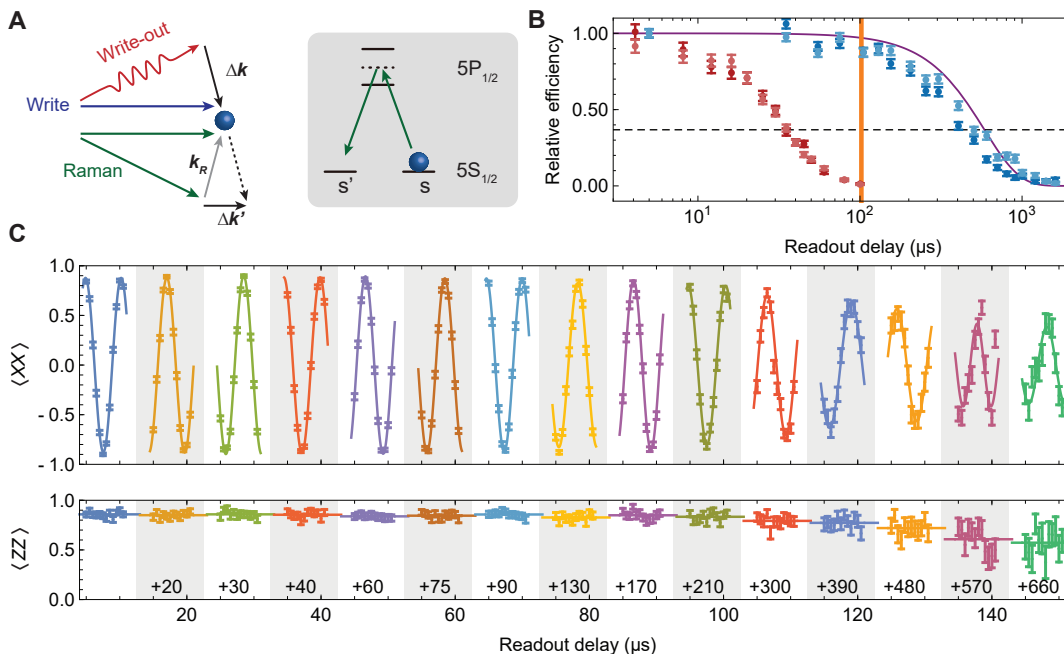 A
Write-out
Δk
Write
k_R
Raman
Δk'
5P1/2
s'
s
5S1/2
B
Relative efficiency
1.00
0.50
0.00
10^1
10^2
10^3
Readout delay (μs)
C
⟨XX⟩
1.0
0.5
0.0
- 0.5
- 1.0
⟨ZZ⟩
1.0
0.5
0.0
+20 +30 +40 +60 +75 +90 +130 +170 +210 +300 +390 +480 +570 +660
20 40 60 80 100 120 140
Readout delay (μs)